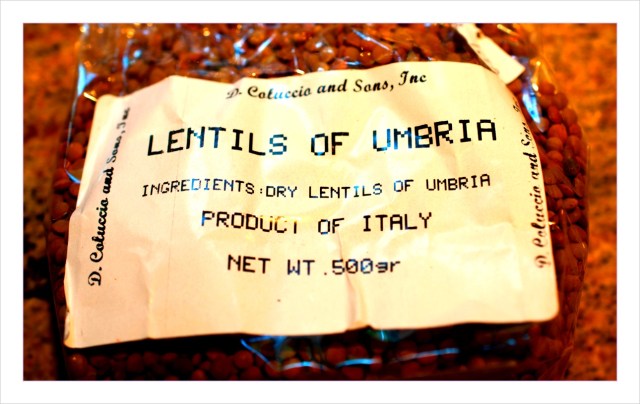 D. Coluccio and Sons, Inc
LENTILS OF UMBRIA
INGREDIENTS:DRY LENTILS OF UMBRIA
PRODUCT OF ITALY
NET WT.500gr
D. Coluccio and Sons, Inc
D. Coluccio and Sons,